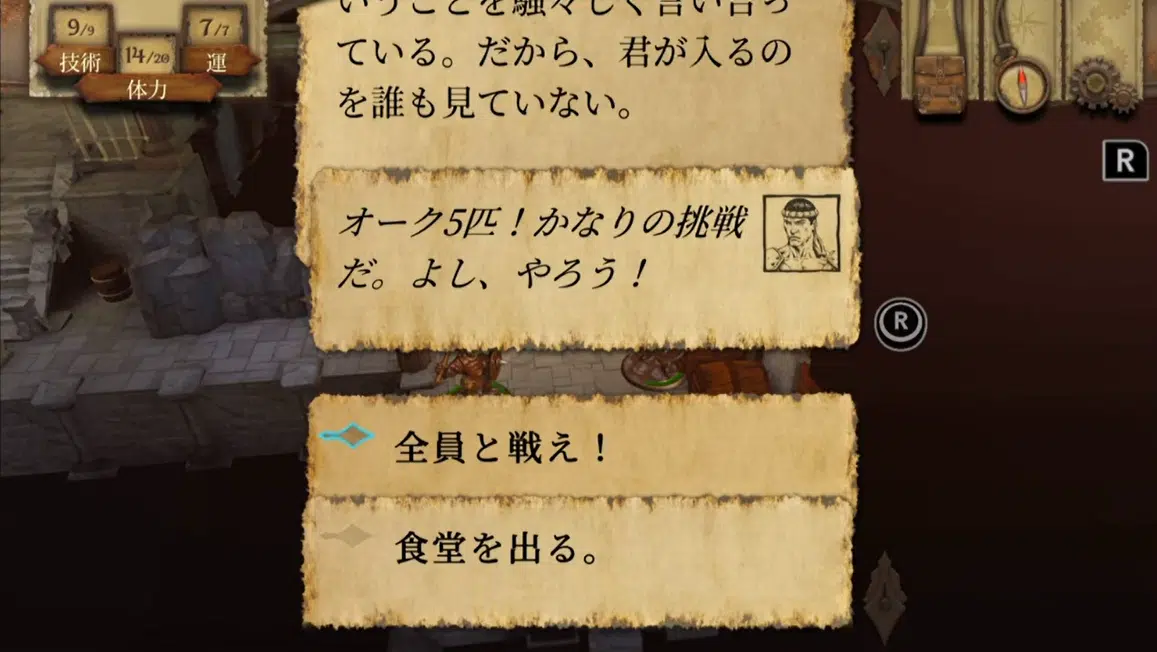 9/9
7/7
技術
14/20
運
体力
いうことを騒々しく言い合っ
ている。だから、君が入るの
を誰も見ていない。
オーク5匹！かなりの挑戦
だ。よし、やろう！
全員と戦え！
食堂を出る。
R
R